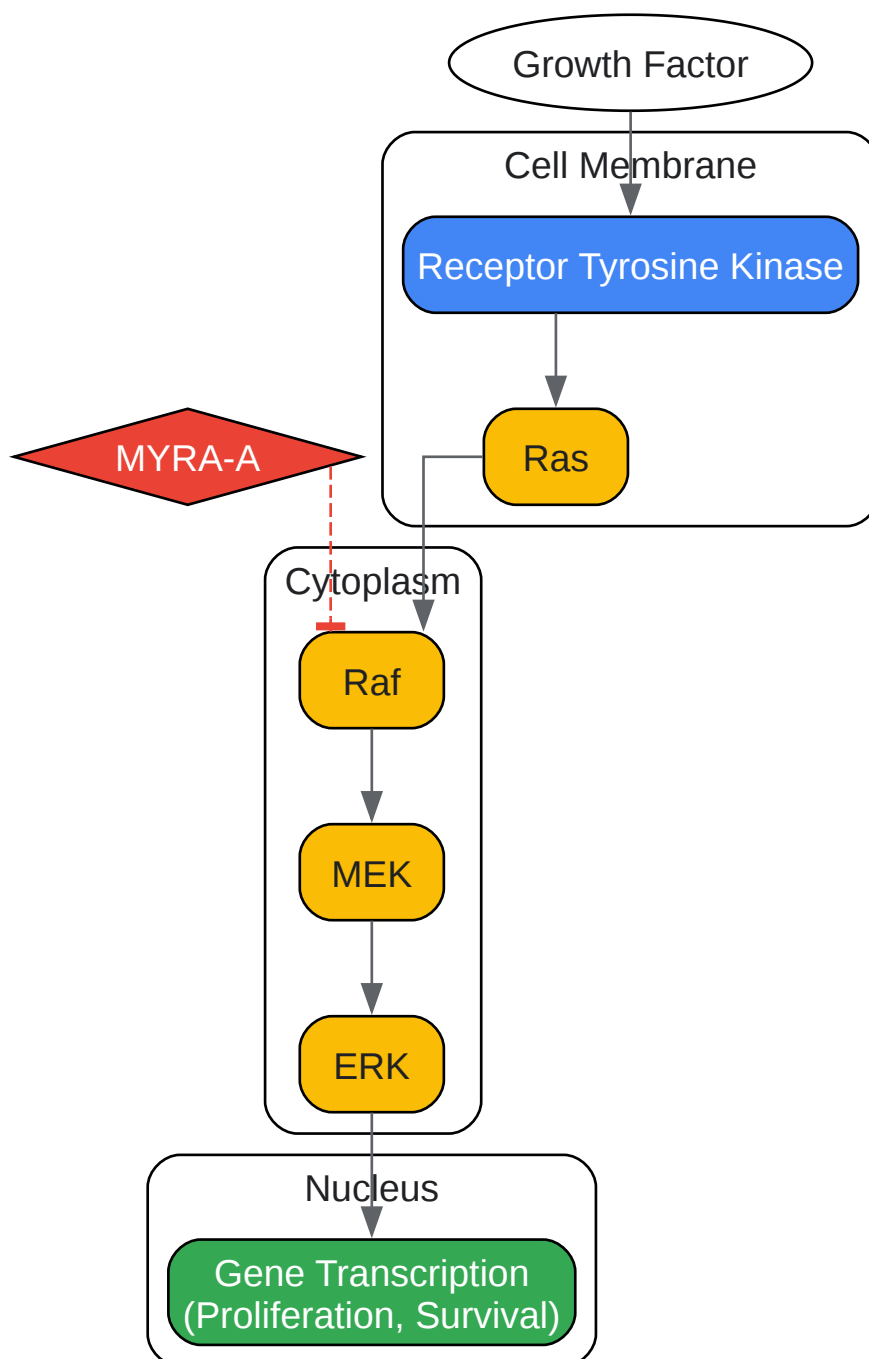 Growth Factor
Cell Membrane
Receptor Tyrosine Kinase
MYRA-A
Ras
Cytoplasm
Raf
MEK
ERK
Nucleus
Gene Transcription
(Proliferation, Survival)